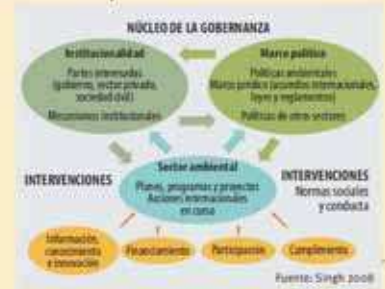 NÚCLEO DE LA GOBERNANZA
Institucionalidad
Partes interesadas
(gobierno, sector privado,
sociedad civil)
Mecanismos institucionales
Marco político
Políticas ambientales
Marco jurídico (acuerdos internacionales,
leyes y reglamentos)
Políticas de otros sectores
Sector ambiental
Planes, programas y proyectos
Acciones internacionales
en curso
INTERVENCIONES
INTERVENCIONES
Normas sociales
y conducta
Información,
conocimiento
e innovación
Financiamiento
Participación
Cumplimiento
Fuente: Singh 2008